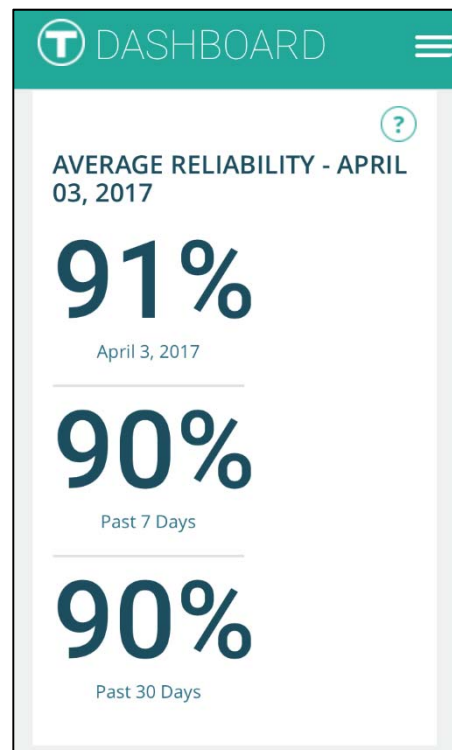 T DASHBOARD
?
AVERAGE RELIABILITY - APRIL
03, 2017
91%
April 3, 2017
90%
Past 7 Days
90%
Past 30 Days